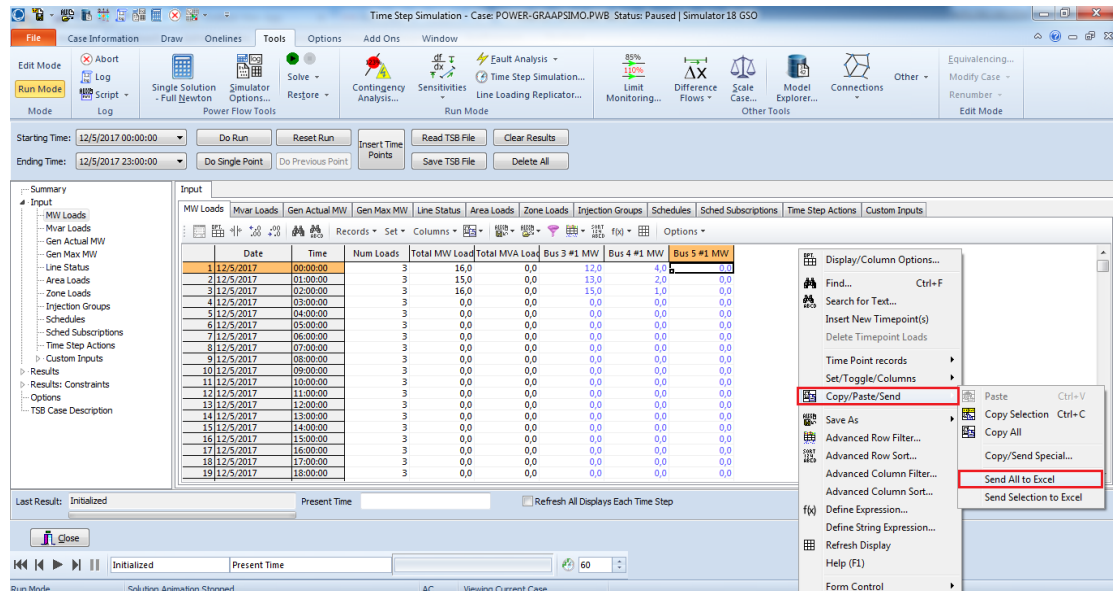 Time Step Simulation - Case: POWER-GRAAPSIMO.PWB Status: Paused | Simulator 18 GSO
File Case Information Draw Onelines Tools Options Add Ons Window
Edit Mode
Run Mode
Mode
Abort
Log
Script
Log
Single Solution - Full Newton
Simulator Options...
Solve
Restore
Power Flow Tools
Contingency Analysis...
Sensitivities
Fault Analysis
Time Step Simulation...
Line Loading Replicator...
Run Mode
Limit Monitoring...
Difference Flows
Scale Case...
Model Explorer...
Connections
Other
Other Tools
Equivalencing...
Modify Case
Renumber
Edit Mode
Starting Time: 12/5/2017 00:00:00 Do Run Reset Run Insert Time Points Read TSB File Clear Results
Ending Time: 12/5/2017 23:00:00 Do Single Point Do Previous Point Save TSB File Delete All
Summary
Input
MW Loads
Mvar Loads
Gen Actual MW
Gen Max MW
Line Status
Area Loads
Zone Loads
Injection Groups
Schedules
Sched Subscriptions
Time Step Actions
Custom Inputs
Results
Results: Constraints
Options
TSB Case Description
Input
MW Loads Mvar Loads Gen Actual MW Gen Max MW Line Status Area Loads Zone Loads Injection Groups Schedules Sched Subscriptions Time Step Actions Custom Inputs
Records Set Columns f(x) Options
Date Time Num Loads Total MW Load Total MVA Load Bus 3 #1 MW Bus 4 #1 MW Bus 5 #1 MW
1 12/5/2017 00:00:00 3 16,0 0,0 12,0 4,0 0,0
2 12/5/2017 01:00:00 3 15,0 0,0 13,0 2,0 0,0
3 12/5/2017 02:00:00 3 16,0 0,0 15,0 1,0 0,0
4 12/5/2017 03:00:00 3 0,0 0,0 0,0 0,0 0,0
5 12/5/2017 04:00:00 3 0,0 0,0 0,0 0,0 0,0
6 12/5/2017 05:00:00 3 0,0 0,0 0,0 0,0 0,0
7 12/5/2017 06:00:00 3 0,0 0,0 0,0 0,0 0,0
8 12/5/2017 07:00:00 3 0,0 0,0 0,0 0,0 0,0
9 12/5/2017 08:00:00 3 0,0 0,0 0,0 0,0 0,0
10 12/5/2017 09:00:00 3 0,0 0,0 0,0 0,0 0,0
11 12/5/2017 10:00:00 3 0,0 0,0 0,0 0,0 0,0
12 12/5/2017 11:00:00 3 0,0 0,0 0,0 0,0 0,0
13 12/5/2017 12:00:00 3 0,0 0,0 0,0 0,0 0,0
14 12/5/2017 13:00:00 3 0,0 0,0 0,0 0,0 0,0
15 12/5/2017 14:00:00 3 0,0 0,0 0,0 0,0 0,0
16 12/5/2017 15:00:00 3 0,0 0,0 0,0 0,0 0,0
17 12/5/2017 16:00:00 3 0,0 0,0 0,0 0,0 0,0
18 12/5/2017 17:00:00 3 0,0 0,0 0,0 0,0 0,0
19 12/5/2017 18:00:00 3 0,0 0,0 0,0 0,0 0,0
Display/Column Options...
Find... Ctrl+F
Search for Text...
Insert New Timepoint(s)
Delete Timepoint Loads
Time Point records
Set/Toggle/Columns
Copy/Paste/Send
Save As
Advanced Row Filter...
Advanced Row Sort...
Advanced Column Filter...
Advanced Column Sort...
f(x) Define Expression...
Define String Expression...
Refresh Display
Help (F1)
Form Control
Paste Ctrl+V
Copy Selection Ctrl+C
Copy All
Copy/Send Special...
Send All to Excel
Send Selection to Excel
Last Result: Initialized Present Time Refresh All Displays Each Time Step
Close
Initialized Present Time 60
Run Mode Solution Animation Stopped AC Viewing Current Case